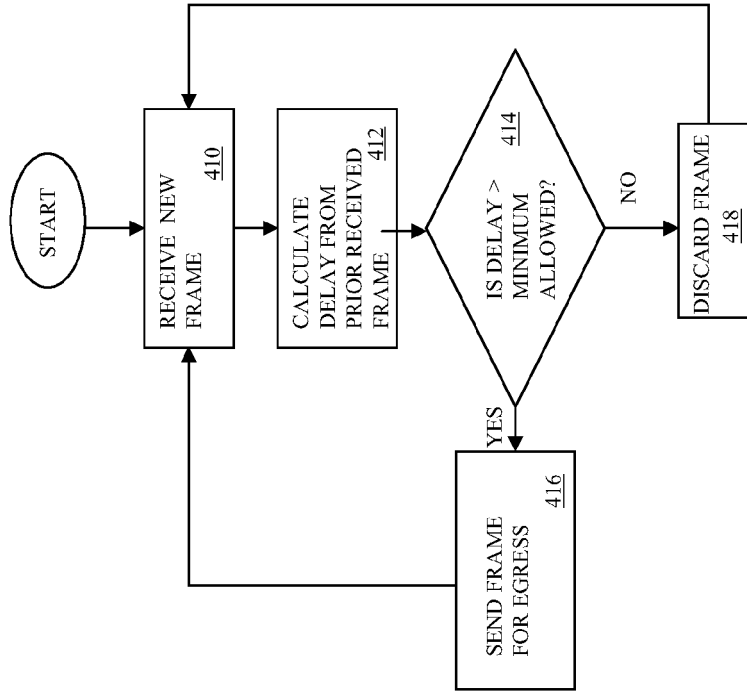 START
RECEIVE NEW
FRAME
410
CALCULATE
DELAY FROM
PRIOR RECEIVED
FRAME
412
IS DELAY >
MINIMUM
ALLOWED?
414
YES
NO
SEND FRAME
FOR EGRESS
416
DISCARD FRAME
418